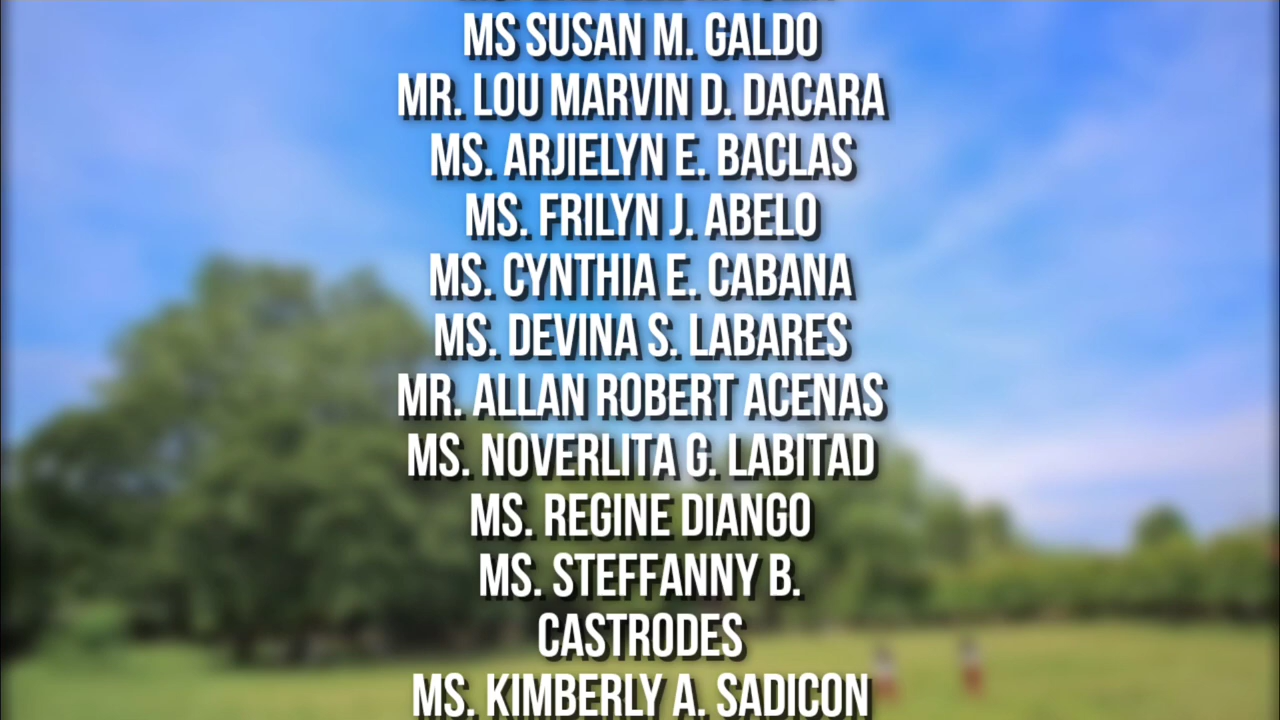 MS SUSAN M. GALDO
MR. LOU MARVIN D. DACARA
MS. ARJIELYN E. BACLAS
MS. FRILYN J. ABELO
MS. CYNTHIA E. CABANA
MS. DEVINA S. LABARES
MR. ALLAN ROBERT ACENAS
MS. NOVERLITA G. LABITAD
MS. REGINE DIANGO
MS. STEFFANNY B.
CASTRODES
MS. KIMBERLY A. SADICON